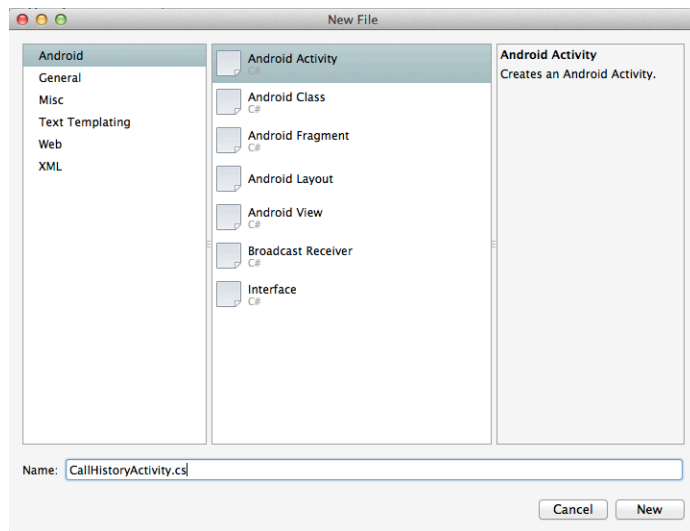 New File
Android
General
Misc
Text Templating
Web
XML
Android Activity
C#
Android Class
C#
Android Fragment
C#
Android Layout
Android View
C#
Broadcast Receiver
C#
Interface
C#
Android Activity
Creates an Android Activity.
Name: CallHistoryActivity.cs
Cancel New